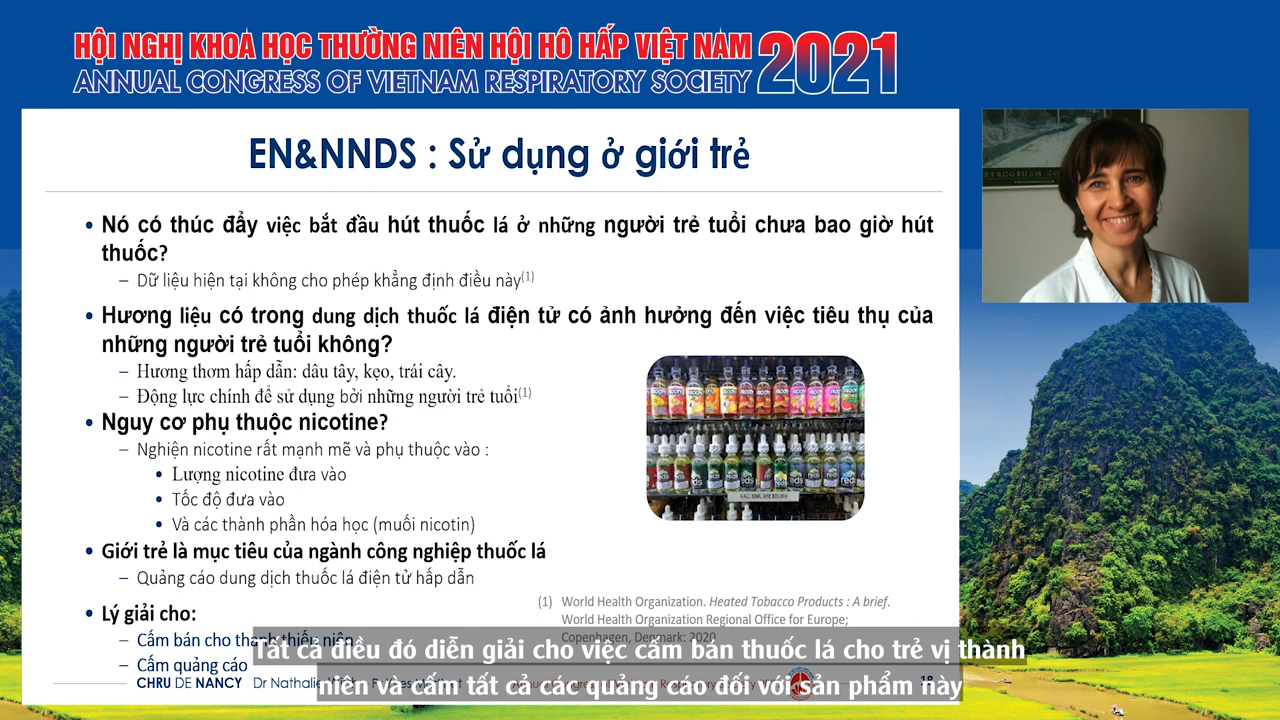 HỘI NGHỊ KHOA HỌC THƯỜNG NIÊN HỘI HÔ HẤP VIỆT NAM 2021
ANNUAL CONGRESS OF VIETNAM RESPIRATORY SOCIETY
EN&NNDS : Sử dụng ở giới trẻ
• Nó có thúc đẩy việc bắt đầu hút thuốc lá ở những người trẻ tuổi chưa bao giờ hút
thuốc?
– Dữ liệu hiện tại không cho phép khẳng định điều này(1)
• Hương liệu có trong dung dịch thuốc lá điện tử có ảnh hưởng đến việc tiêu thụ của
những người trẻ tuổi không?
– Hương thơm hấp dẫn: dâu tây, kẹo, trái cây.
– Động lực chính để sử dụng bởi những người trẻ tuổi(1)
• Nguy cơ phụ thuộc nicotine?
– Nghiện nicotine rất mạnh mẽ và phụ thuộc vào :
• Lượng nicotine đưa vào
• Tốc độ đưa vào
• Và các thành phần hóa học (muối nicotin)
• Giới trẻ là mục tiêu của ngành công nghiệp thuốc lá
– Quảng cáo dung dịch thuốc lá điện tử hấp dẫn
• Lý giải cho:
– Cấm bán cho thanh thiếu niên
– Cấm quảng cáo
(1) World Health Organization. Heated Tobacco Products : A brief.
World Health Organization Regional Office for Europe;
Copenhagen, Denmark: 2020
CHRU DE NANCY Dr Nathalie
18
Tất cả điều đó diễn giải cho việc cấm bán thuốc lá cho trẻ vị thành
niên và cấm tất cả các quảng cáo đối với sản phẩm này
reds